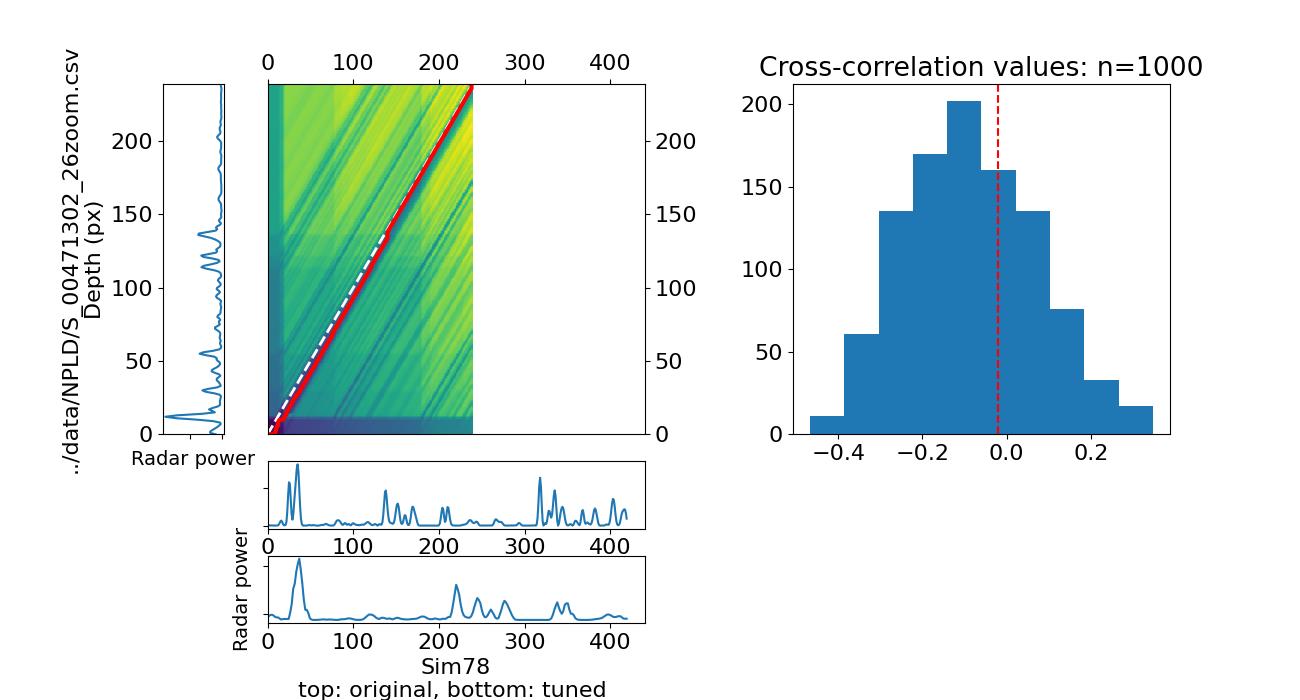 0 100 200 300 400
Cross-correlation values: n=1000
../data/NPLD/S_00471302_26zoom.csv
Depth (px)
200
150
100
50
0
200
150
100
50
0
200
150
100
50
0
−0.4 −0.2 0.0 0.2
Radar power
0 100 200 300 400
Radar power
0 100 200 300 400
Sim78
top: original, bottom: tuned